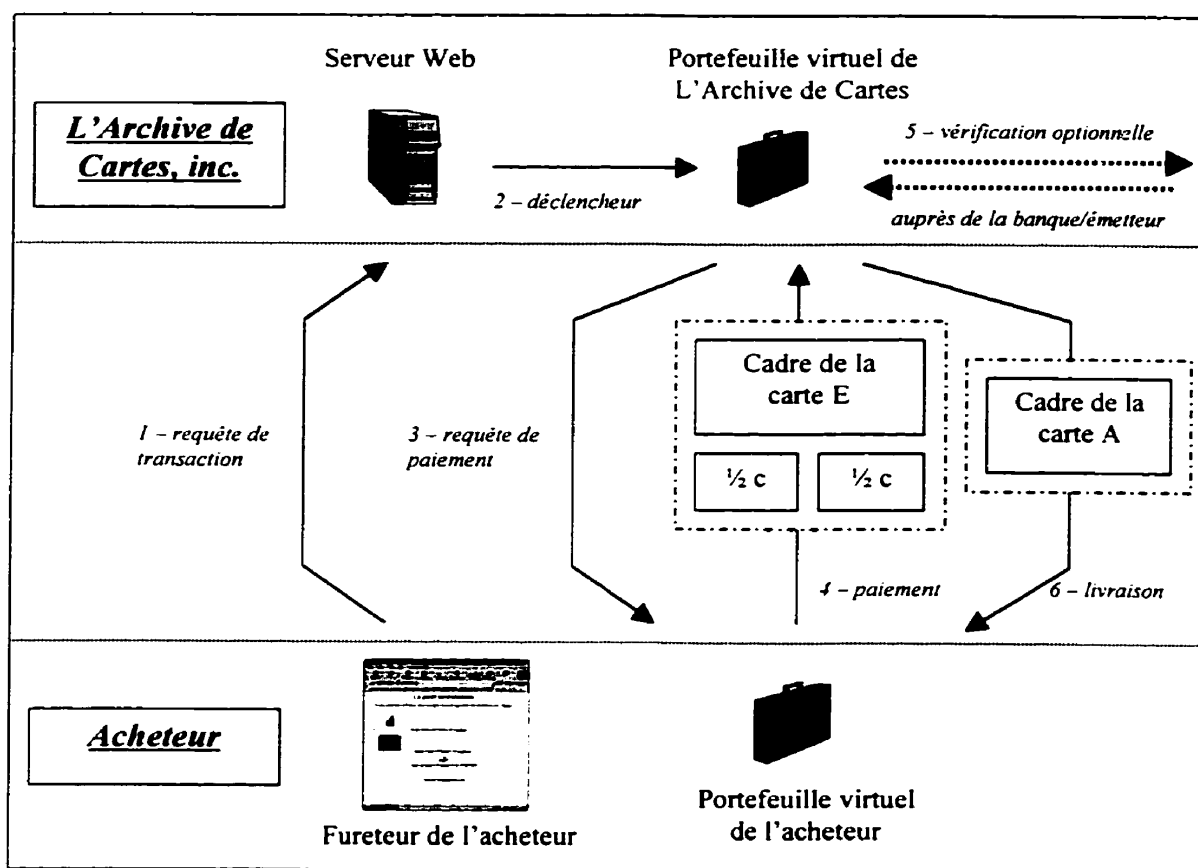 Serveur Web
Portefeuille virtuel de
L'Archive de Cartes
L'Archive de
Cartes, inc.
2 – déclencheur
5 – vérification optionnelle
auprès de la banque/émetteur
1 – requête de
transaction
3 – requête de
paiement
Cadre de la
carte E
½ c
½ c
Cadre de la
carte A
4 – paiement
6 – livraison
Acheteur
Fureteur de l'acheteur
Portefeuille virtuel
de l'acheteur